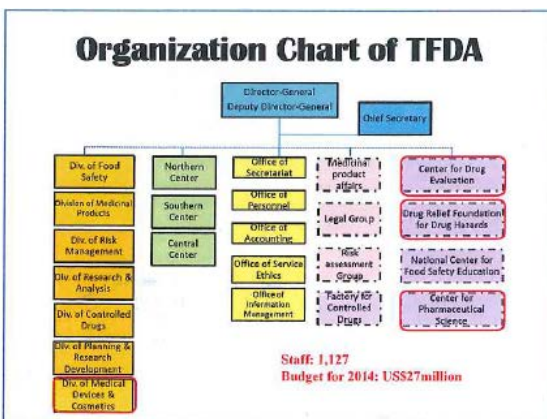 Organization Chart of TFDA
Director-General
Deputy Director-General
Chief Secretary
Div. of Food
Safety
Division of Medicinal
Products
Div. of Risk
Management
Div. of Research &
Analysis
Div. of Controlled
Drugs
Div. of Planning &
Research
Development
Div. of Medical
Devices &
Cosmetics
Northern
Center
Southern
Center
Central
Center
Office of
Secretariat
Office of
Personnel
Office of
Accounting
Office of Service
Ethics
Office of
Information
Management
Medicinal
product
affairs
Legal Group
Risk
assessment
Group
Factory for
Controlled
Drugs
Center for Drug
Evaluation
Drug Relief Foundation
for Drug Hazards
National Center for
Food Safety Education
Center for
Pharmaceutical
Science
Staff: 1,127
Budget for 2014: US$27million